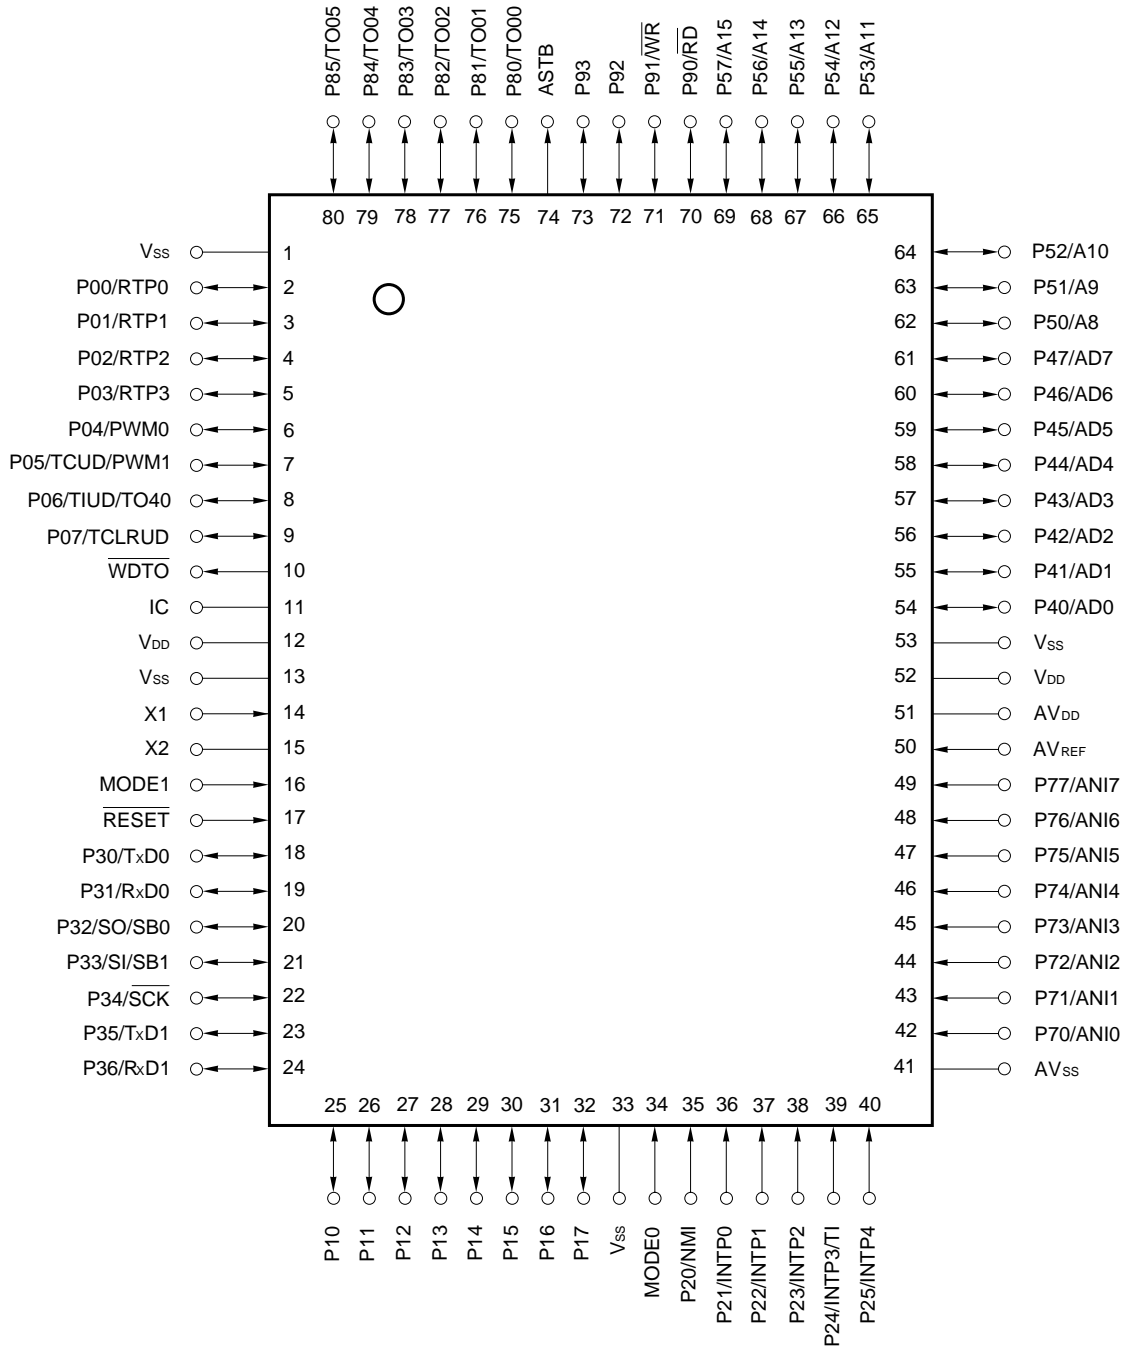 P85/TO05
P84/TO04
P83/TO03
P82/TO02
P81/TO01
P80/TO00
ASTB
P93
P92
P91/WR
P90/RD
P57/A15
P56/A14
P55/A13
P54/A12
P53/A11
80 79 78 77 76 75 74 73 72 71 70 69 68 67 66 65
VSS 1 64 P52/A10
P00/RTP0 2 63 P51/A9
P01/RTP1 3 62 P50/A8
P02/RTP2 4 61 P47/AD7
P03/RTP3 5 60 P46/AD6
P04/PWM0 6 59 P45/AD5
P05/TCUD/PWM1 7 58 P44/AD4
P06/TIUD/TO40 8 57 P43/AD3
P07/TCLRUD 9 56 P42/AD2
WDTO 10 55 P41/AD1
IC 11 54 P40/AD0
VDD 12 53 VSS
VSS 13 52 VDD
X1 14 51 AVDD
X2 15 50 AVREF
MODE1 16 49 P77/ANI7
RESET 17 48 P76/ANI6
P30/TxD0 18 47 P75/ANI5
P31/RxD0 19 46 P74/ANI4
P32/SO/SB0 20 45 P73/ANI3
P33/SI/SB1 21 44 P72/ANI2
P34/SCK 22 43 P71/ANI1
P35/TxD1 23 42 P70/ANI0
P36/RxD1 24 41 AVSS
25 26 27 28 29 30 31 32 33 34 35 36 37 38 39 40
P10
P11
P12
P13
P14
P15
P16
P17
VSS
MODE0
P20/NMI
P21/INTP0
P22/INTP1
P23/INTP2
P24/INTP3/TI
P25/INTP4